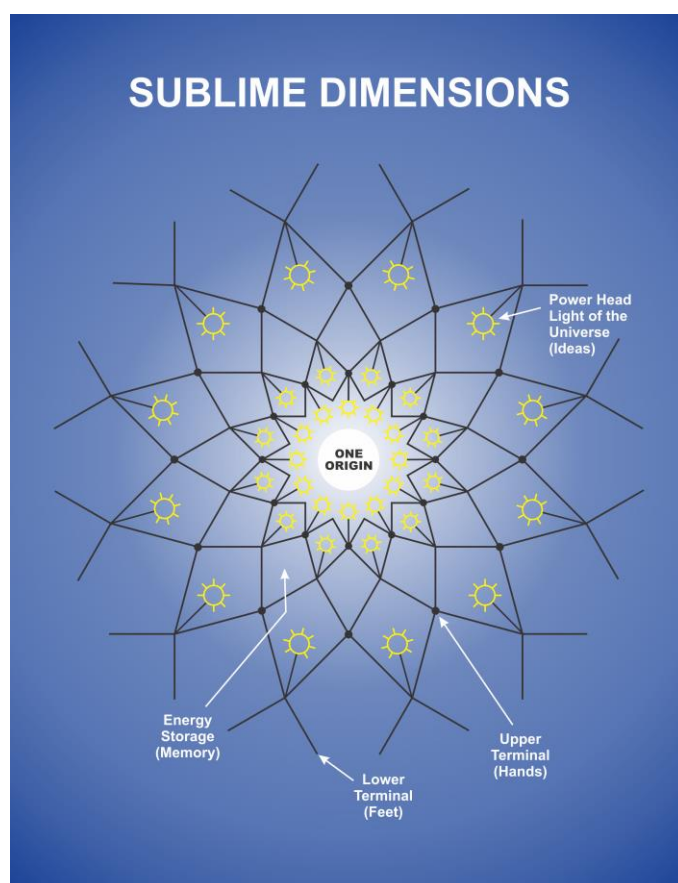 SUBLIME DIMENSIONS
Power Head
Light of the
Universe
(Ideas)
ONE
ORIGIN
Energy
Storage
(Memory)
Upper
Terminal
(Hands)
Lower
Terminal
(Feet)